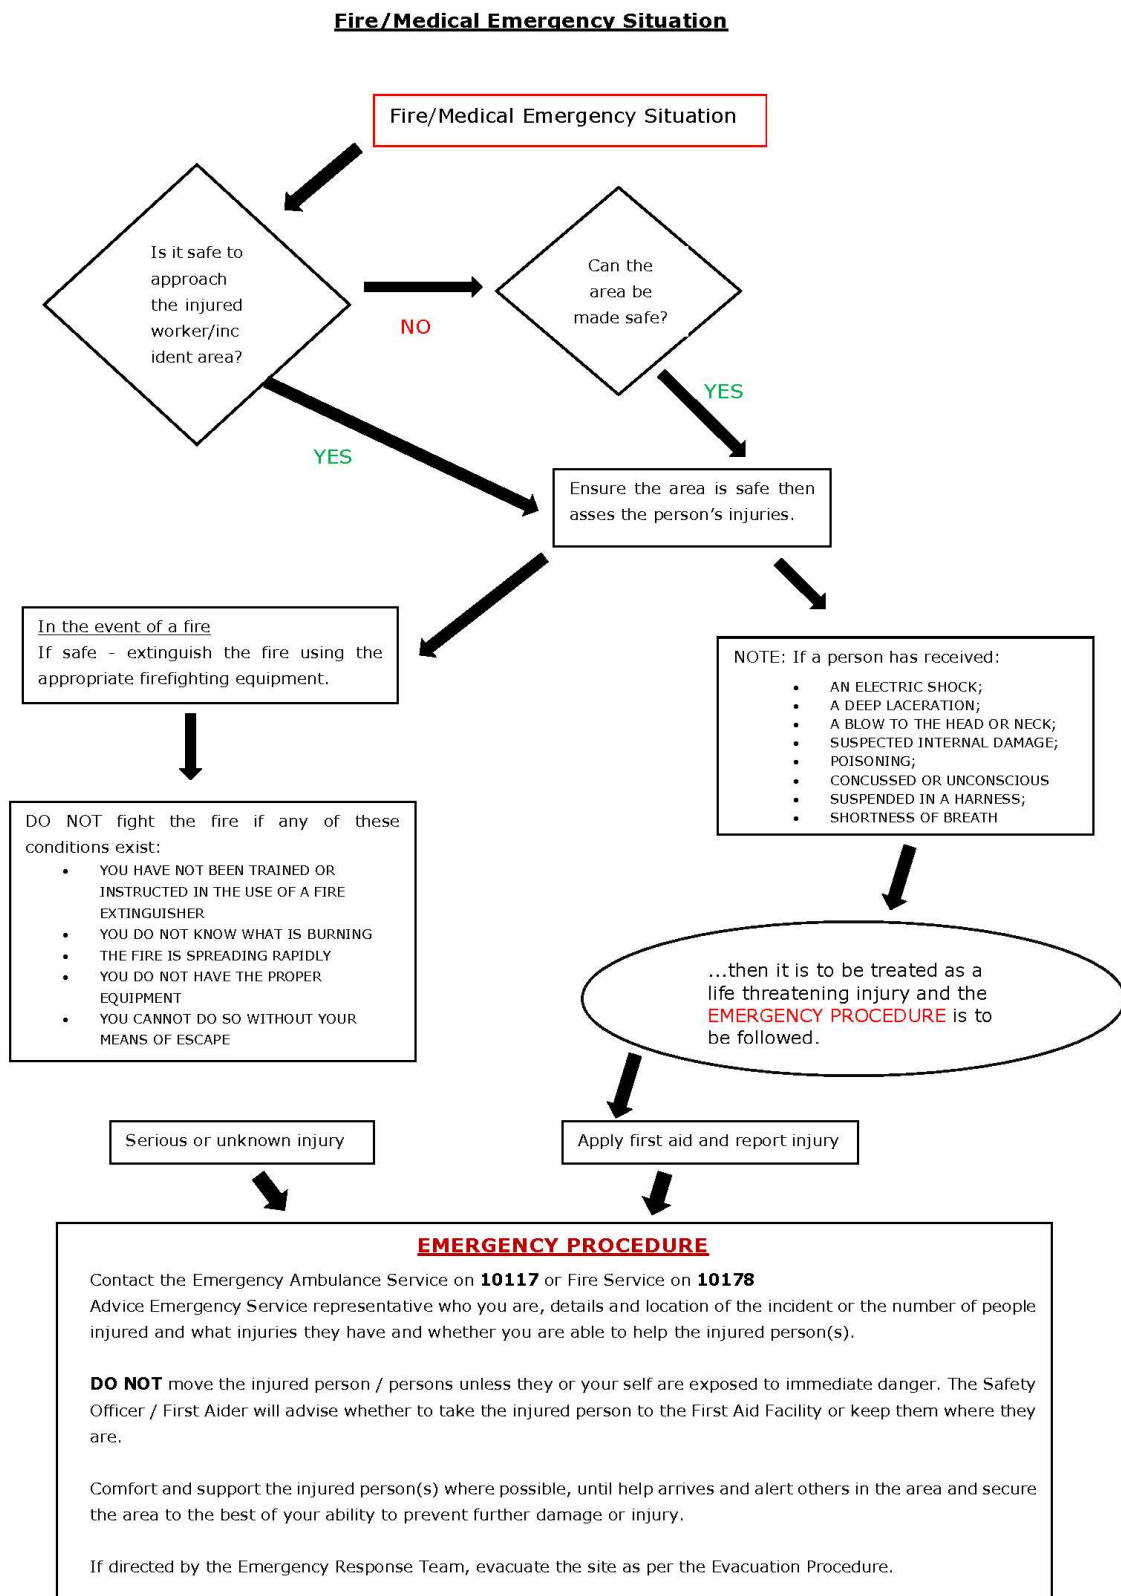 Fire/Medical Emergency Situation
Fire/Medical Emergency Situation
Is it safe to
approach
the injured
worker/inc
ident area?
NO
Can the
area be
made safe?
YES
YES
Ensure the area is safe then
asses the person's injuries.
In the event of a fire
If safe - extinguish the fire using the
appropriate firefighting equipment.
NOTE: If a person has received:
• AN ELECTRIC SHOCK;
• A DEEP LACERATION;
• A BLOW TO THE HEAD OR NECK;
• SUSPECTED INTERNAL DAMAGE;
• POISONING;
• CONCUSSED OR UNCONSCIOUS
• SUSPENDED IN A HARNESS;
• SHORTNESS OF BREATH
DO NOT fight the fire if any of these
conditions exist:
• YOU HAVE NOT BEEN TRAINED OR
INSTRUCTED IN THE USE OF A FIRE
EXTINGUISHER
• YOU DO NOT KNOW WHAT IS BURNING
• THE FIRE IS SPREADING RAPIDLY
• YOU DO NOT HAVE THE PROPER
EQUIPMENT
• YOU CANNOT DO SO WITHOUT YOUR
MEANS OF ESCAPE
...then it is to be treated as a
life threatening injury and the
EMERGENCY PROCEDURE is to
be followed.
Serious or unknown injury
Apply first aid and report injury
EMERGENCY PROCEDURE
Contact the Emergency Ambulance Service on 10117 or Fire Service on 10178
Advice Emergency Service representative who you are, details and location of the incident or the number of people
injured and what injuries they have and whether you are able to help the injured person(s).
DO NOT move the injured person / persons unless they or your self are exposed to immediate danger. The Safety
Officer / First Aider will advise whether to take the injured person to the First Aid Facility or keep them where they
are.
Comfort and support the injured person(s) where possible, until help arrives and alert others in the area and secure
the area to the best of your ability to prevent further damage or injury.
If directed by the Emergency Response Team, evacuate the site as per the Evacuation Procedure.